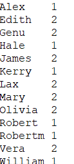 Alex 1
Edith 2
Genu 2
Hale 1
James 2
Kerry 1
Lax 2
Mary 2
Olivia 2
Robert 1
Robertm 1
Vera 2
William 1